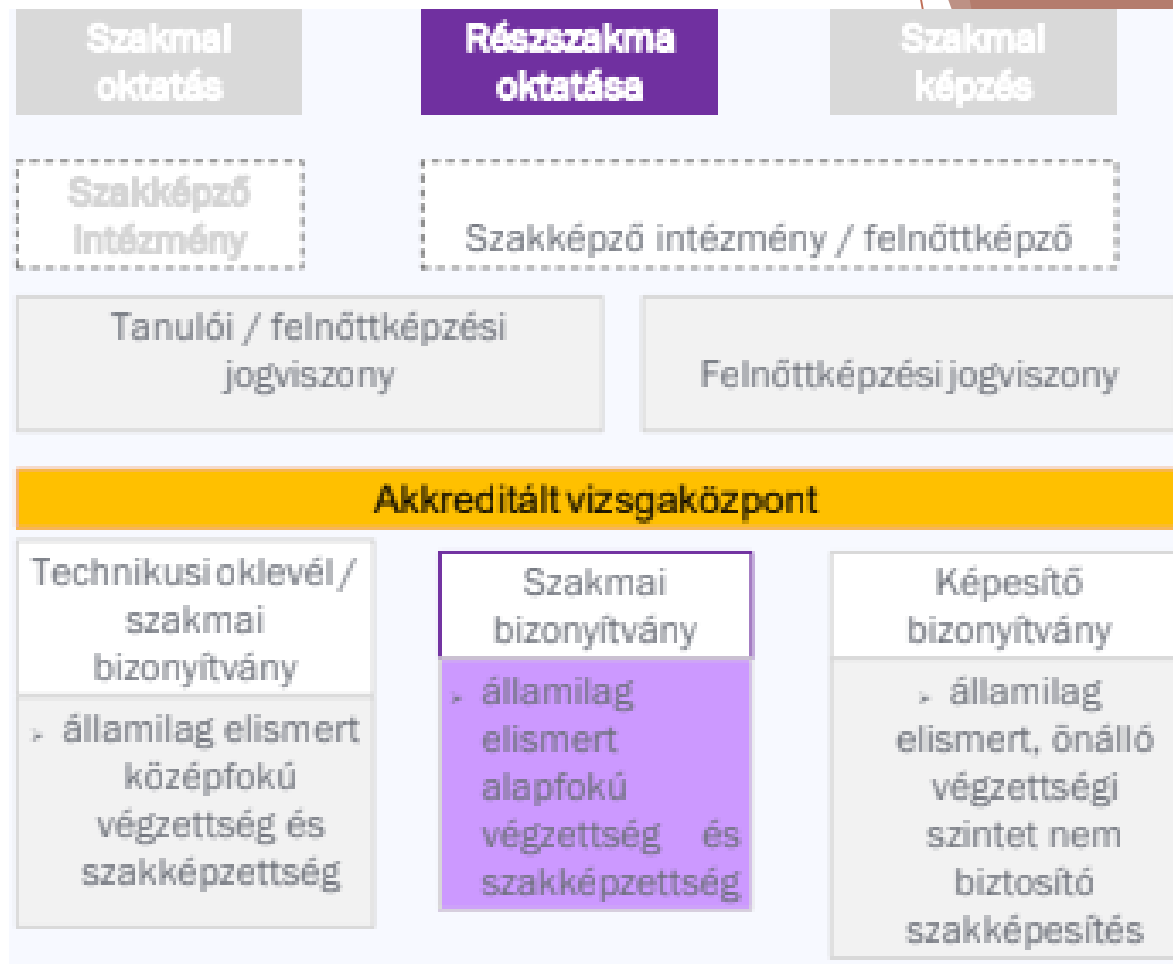 Szakmai
oktatás
Részszakma
oktatása
Szakmai
képzés
Szakképző
Intézmény
Szakképző intézmény / felnőttképző
Tanulói / felnőttképzési
jogviszony
Felnőttképzési jogviszony
Akkreditált vizsgaközpont
Technikusi oklevél /
szakmai
bizonyítvány
➢ államilag elismert
középfokú
végzettség és
szakképzettség
Szakmai
bizonyítvány
➢ államilag
elismert
alapfokú
végzettség és
szakképzettség
Képesítő
bizonyítvány
➢ államilag
elismert, önálló
végzettségi
szintet nem
biztosító
szakképesítés